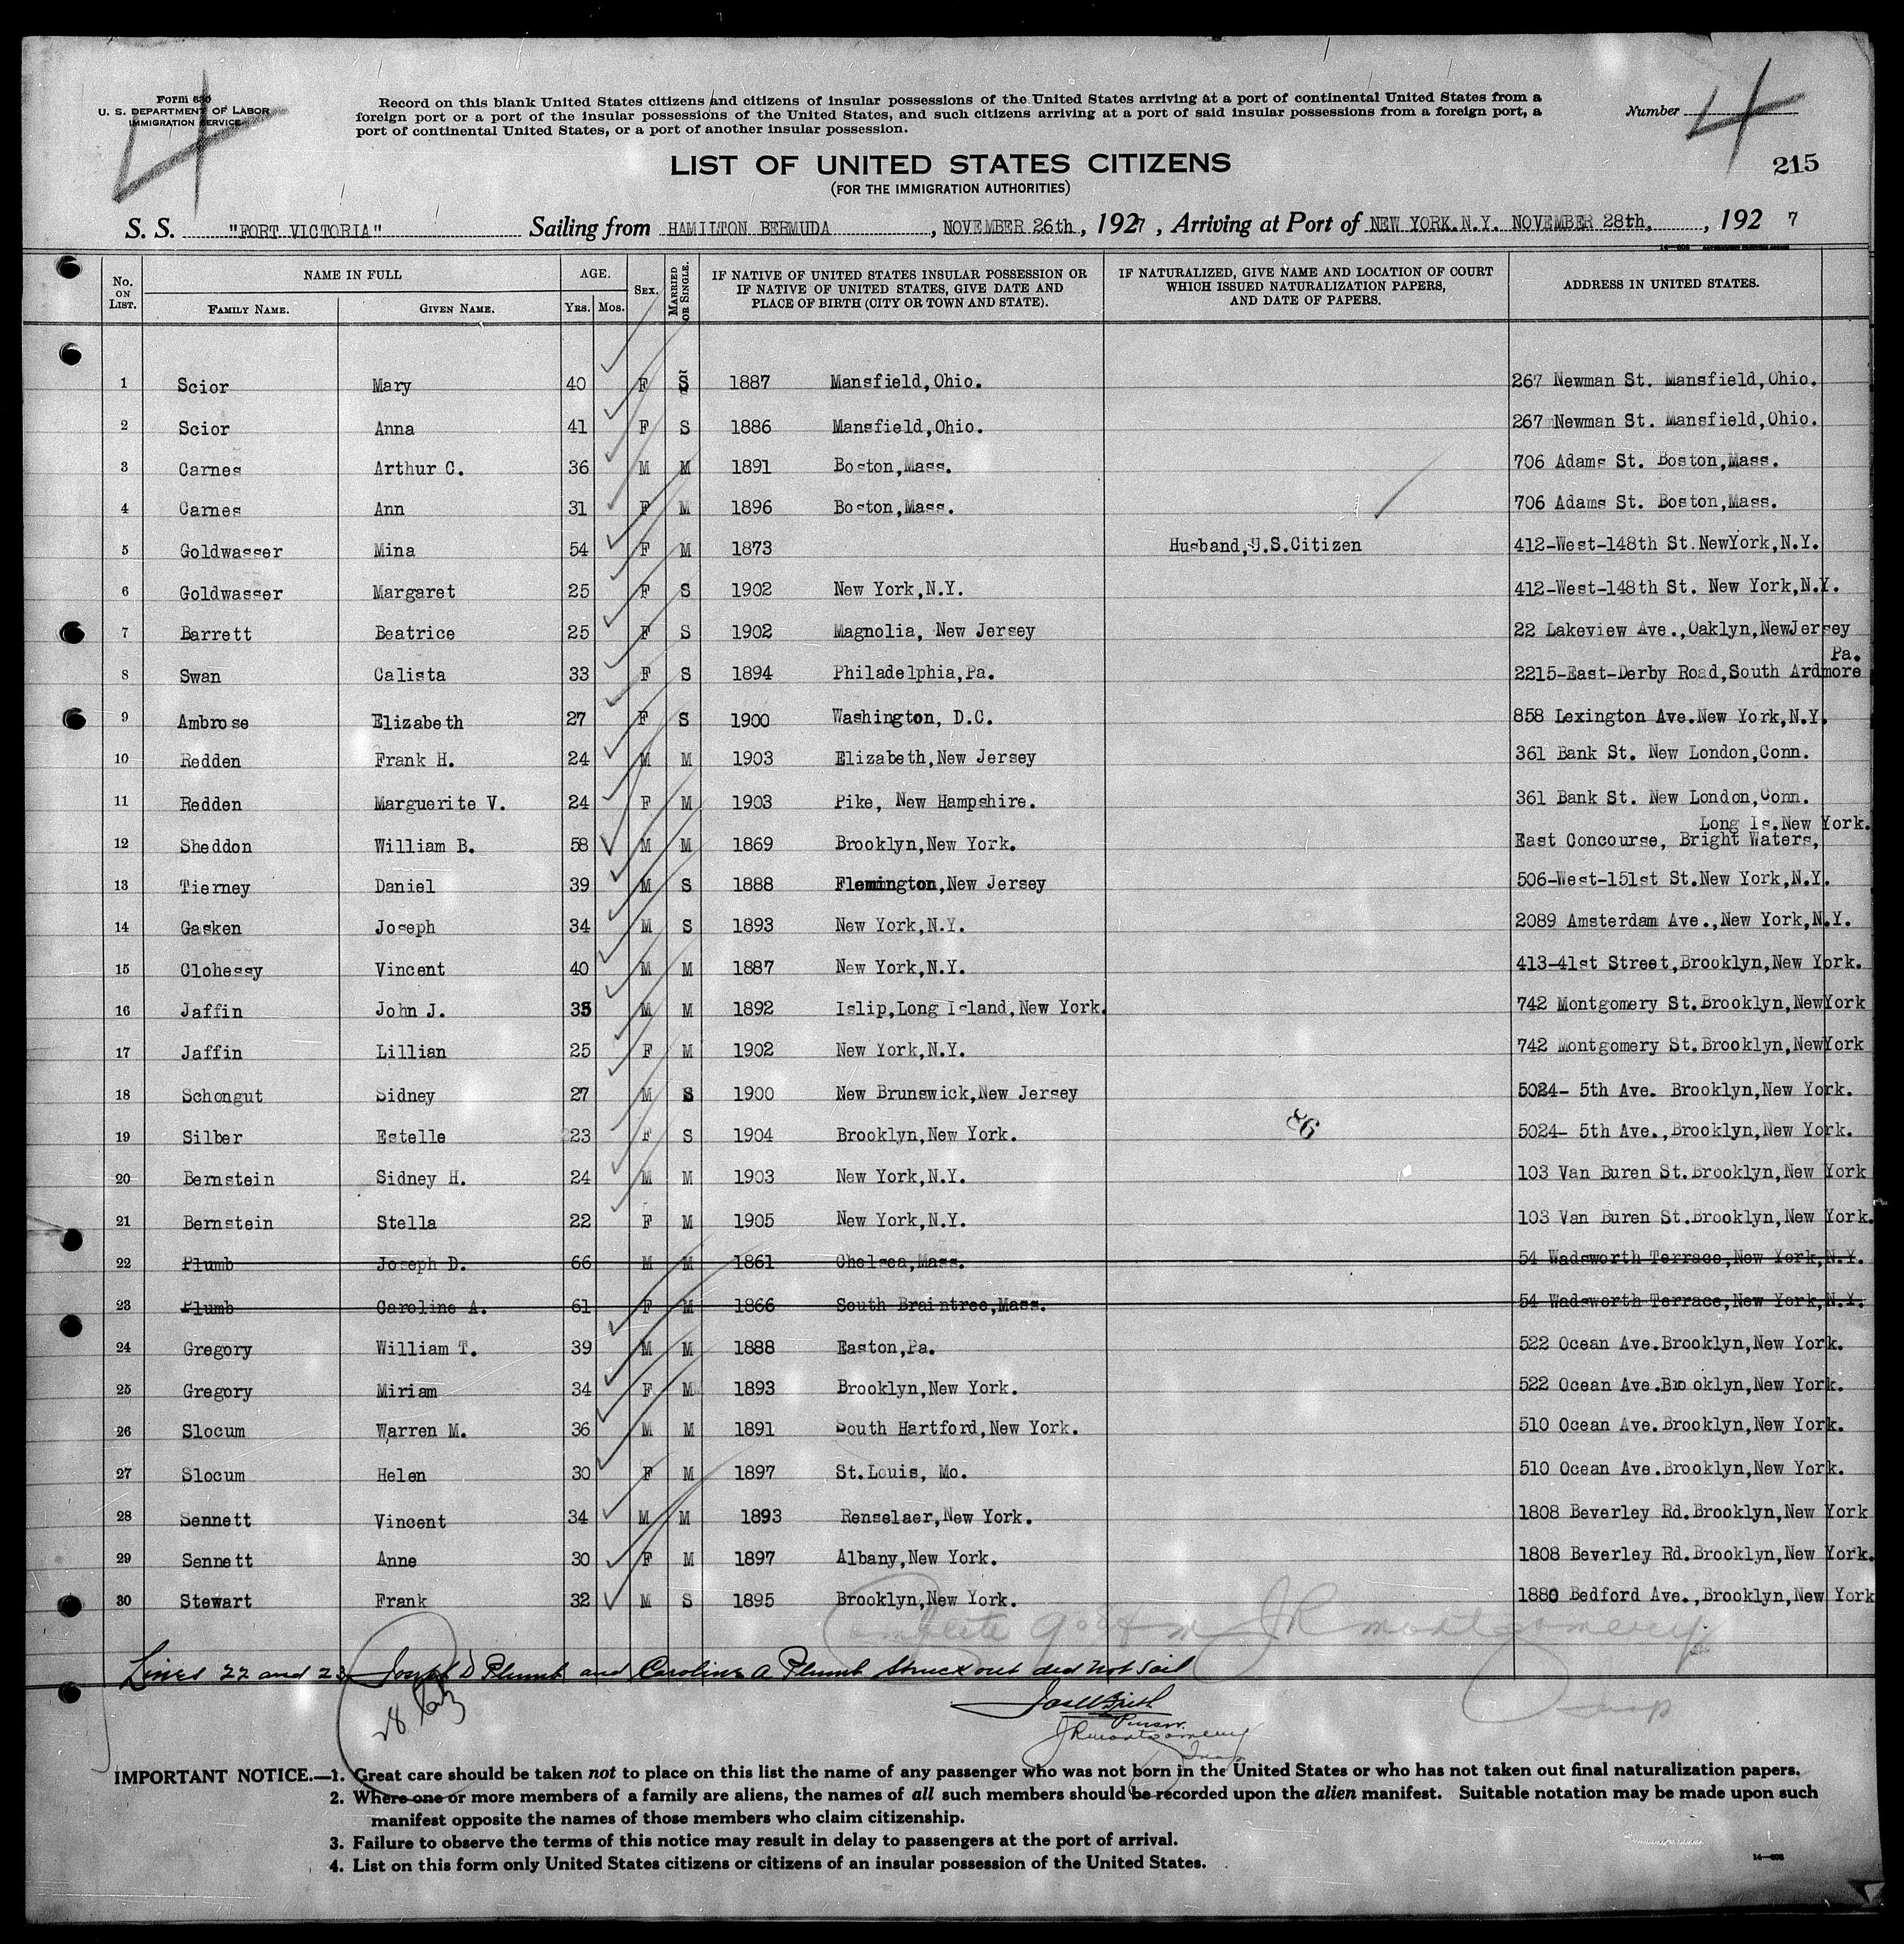 Form 630
U. S. DEPARTMENT OF LABOR
IMMIGRATION SERVICE
4
Record on this blank United States citizens and citizens of insular possessions of the United States arriving at a port of continental United States from a
foreign port or a port of the insular possessions of the United States, and such citizens arriving at a port of said insular possessions from a foreign port, a
port of continental United States, or a port of another insular possession.
Number 4
215
LIST OF UNITED STATES CITIZENS
(FOR THE IMMIGRATION AUTHORITIES)
S. S. "FORT VICTORIA" Sailing from HAMILTON BERMUDA , NOVEMBER 26th , 1927 , Arriving at Port of NEW YORK.N.Y. NOVEMBER 28th. , 192 7
No. ON LIST. NAME IN FULL FAMILY NAME. GIVEN NAME. AGE. YRS. MOS. SEX. MARRIED OR SINGLE. IF NATIVE OF UNITED STATES INSULAR POSSESSION OR IF NATIVE OF UNITED STATES, GIVE DATE AND PLACE OF BIRTH (CITY OR TOWN AND STATE). IF NATURALIZED, GIVE NAME AND LOCATION OF COURT WHICH ISSUED NATURALIZATION PAPERS, AND DATE OF PAPERS. ADDRESS IN UNITED STATES.
1 Scior Mary 40 F S 1887 Mansfield,Ohio. 267 Newman St. Mansfield,Ohio.
2 Scior Anna 41 F S 1886 Mansfield,Ohio. 267 Newman St. Mansfield,Ohio.
3 Carnes Arthur C. 36 M M 1891 Boston,Mass. 706 Adams St. Boston,Mass.
4 Carnes Ann 31 F M 1896 Boston,Mass. 706 Adams St. Boston,Mass.
5 Goldwasser Mina 54 F M 1873 Husband,U.S.Citizen 412-West-148th St.NewYork,N.Y.
6 Goldwasser Margaret 25 F S 1902 New York,N.Y. 412-West-148th St. New York,N.Y.
7 Barrett Beatrice 25 F S 1902 Magnolia, New Jersey 22 Lakeview Ave.,Oaklyn,NewJersey
8 Swan Calista 33 F S 1894 Philadelphia,Pa. 2215-East-Derby Road,South Ardmore Pa.
9 Ambrose Elizabeth 27 F S 1900 Washington, D.C. 858 Lexington Ave.New York,N.Y.
10 Redden Frank H. 24 M M 1903 Elizabeth,New Jersey 361 Bank St. New London,Conn.
11 Redden Marguerite V. 24 F M 1903 Pike, New Hampshire. 361 Bank St. New London,Conn.
12 Sheddon William B. 58 M M 1869 Brooklyn,New York. East Concourse, Bright Waters, Long Is.New York.
13 Tierney Daniel 39 M S 1888 Flemington,New Jersey 506-West-151st St.New York,N.Y.
14 Gasken Joseph 34 M S 1893 New York,N.Y. 2089 Amsterdam Ave.,New York,N.Y.
15 Clohessy Vincent 40 M M 1887 New York,N.Y. 413-41st Street,Brooklyn,New York.
16 Jaffin John J. 35 M M 1892 Islip,Long Island,New York. 742 Montgomery St.Brooklyn,NewYork
17 Jaffin Lillian 25 F M 1902 New York,N.Y. 742 Montgomery St.Brooklyn,NewYork
18 Schongut Sidney 27 M S 1900 New Brunswick,New Jersey 5024- 5th Ave. Brooklyn,New York.
19 Silber Estelle 23 F S 1904 Brooklyn,New York. 5024- 5th Ave.,Brooklyn,New York.
20 Bernstein Sidney H. 24 M M 1903 New York,N.Y. 103 Van Buren St.Brooklyn,New York
21 Bernstein Stella 22 F M 1905 New York,N.Y. 103 Van Buren St.Brooklyn,New York.
22 Plumb Joseph D. 66 M M 1861 Chelsea,Mass. 54 Wadsworth Terrace,New York,N.Y.
23 Plumb Caroline A. 61 F M 1866 South Braintree,Mass. 54 Wadsworth Terrace,New York,N.Y.
24 Gregory William T. 39 M M 1888 Easton,Pa. 522 Ocean Ave.Brooklyn,New York.
25 Gregory Miriam 34 F M 1893 Brooklyn,New York. 522 Ocean Ave.Brooklyn,New York.
26 Slocum Warren M. 36 M M 1891 South Hartford,New York. 510 Ocean Ave.Brooklyn,New York.
27 Slocum Helen 30 F M 1897 St.Louis, Mo. 510 Ocean Ave.Brooklyn,New York.
28 Sennett Vincent 34 M M 1893 Renselaer,New York. 1808 Beverley Rd.Brooklyn,New York
29 Sennett Anne 30 F M 1897 Albany,New York. 1808 Beverley Rd.Brooklyn,New York.
30 Stewart Frank 32 M S 1895 Brooklyn,New York. 1880 Bedford Ave.,Brooklyn,New York
Complete JR Montgomery
Lines 22 and 23 Joseph D Plumb and Caroline A Plumb Struck out did not sail
Insp
Purser.
JR Montgomery
Insp
IMPORTANT NOTICE.—1. Great care should be taken not to place on this list the name of any passenger who was not born in the United States or who has not taken out final naturalization papers.
2. Where one or more members of a family are aliens, the names of all such members should be recorded upon the alien manifest. Suitable notation may be made upon such
manifest opposite the names of those members who claim citizenship.
3. Failure to observe the terms of this notice may result in delay to passengers at the port of arrival.
4. List on this form only United States citizens or citizens of an insular possession of the United States.